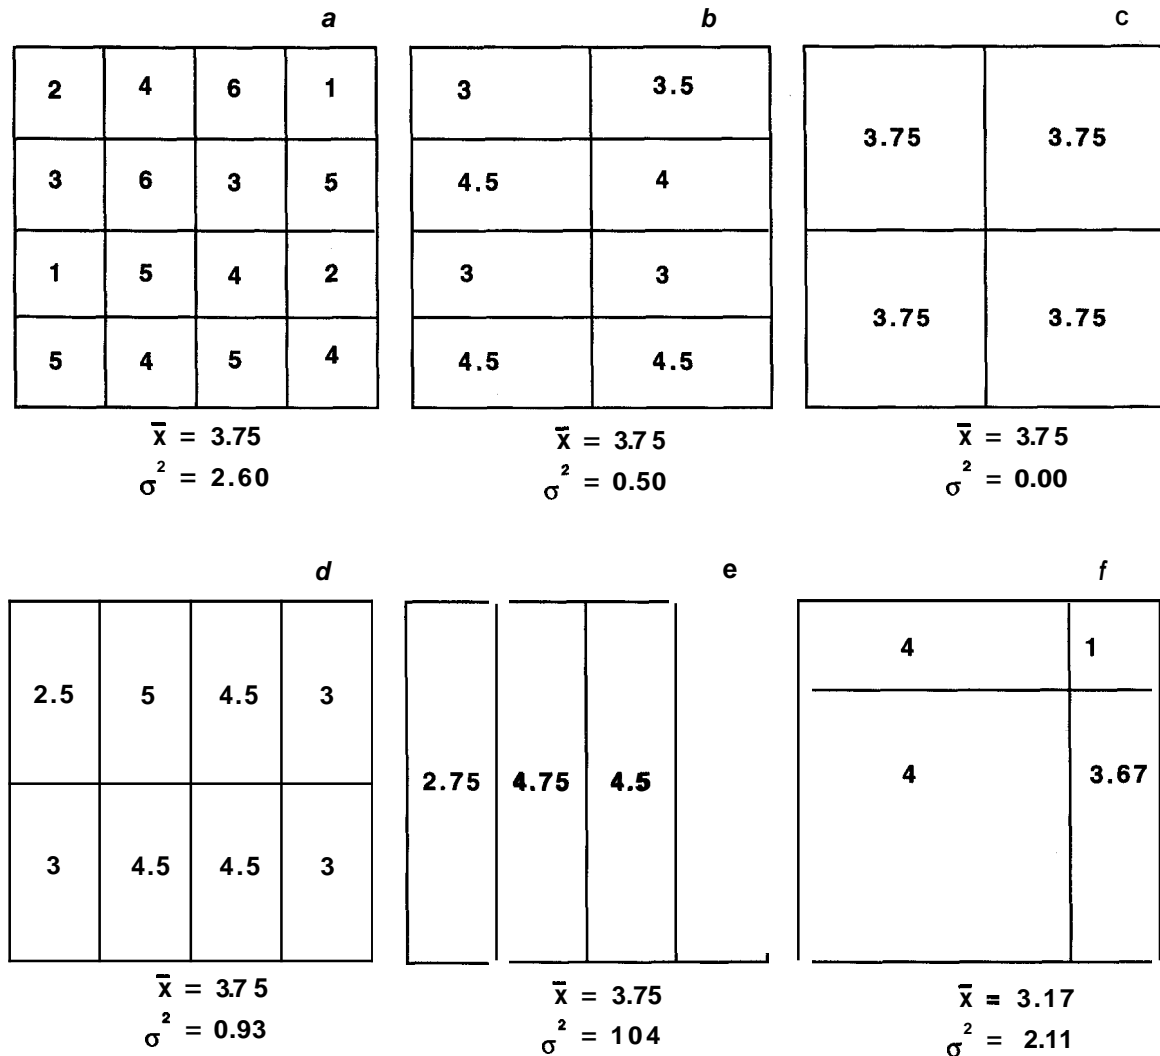 a
2 4 6 1
3 6 3 5
1 5 4 2
5 4 5 4
x̄ = 3.75
σ² = 2.60
b
3 3.5
4.5 4
3 3
4.5 4.5
x̄ = 3.75
σ² = 0.50
c
3.75 3.75
3.75 3.75
x̄ = 3.75
σ² = 0.00
d
2.5 5 4.5 3
3 4.5 4.5 3
x̄ = 3.75
σ² = 0.93
e
2.75 4.75 4.5
x̄ = 3.75
σ² = 104
f
4 1
4 3.67
x̄ = 3.17
σ² = 2.11